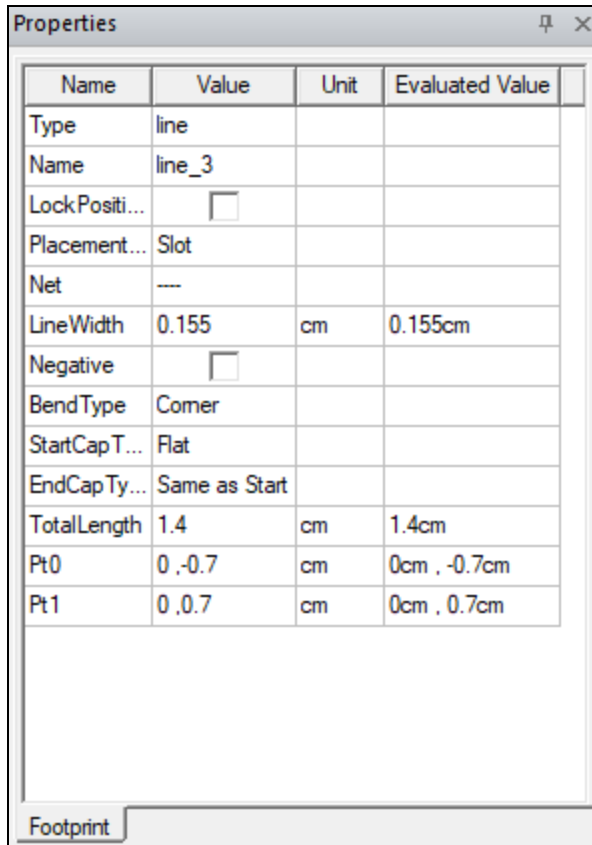 Properties
Name Value Unit Evaluated Value
Type line
Name line_3
LockPositi...
Placement... Slot
Net ----
LineWidth 0.155 cm 0.155cm
Negative
BendType Corner
StartCapT... Flat
EndCapTy... Same as Start
TotalLength 1.4 cm 1.4cm
Pt0 0 ,-0.7 cm 0cm , -0.7cm
Pt1 0 ,0.7 cm 0cm , 0.7cm
Footprint